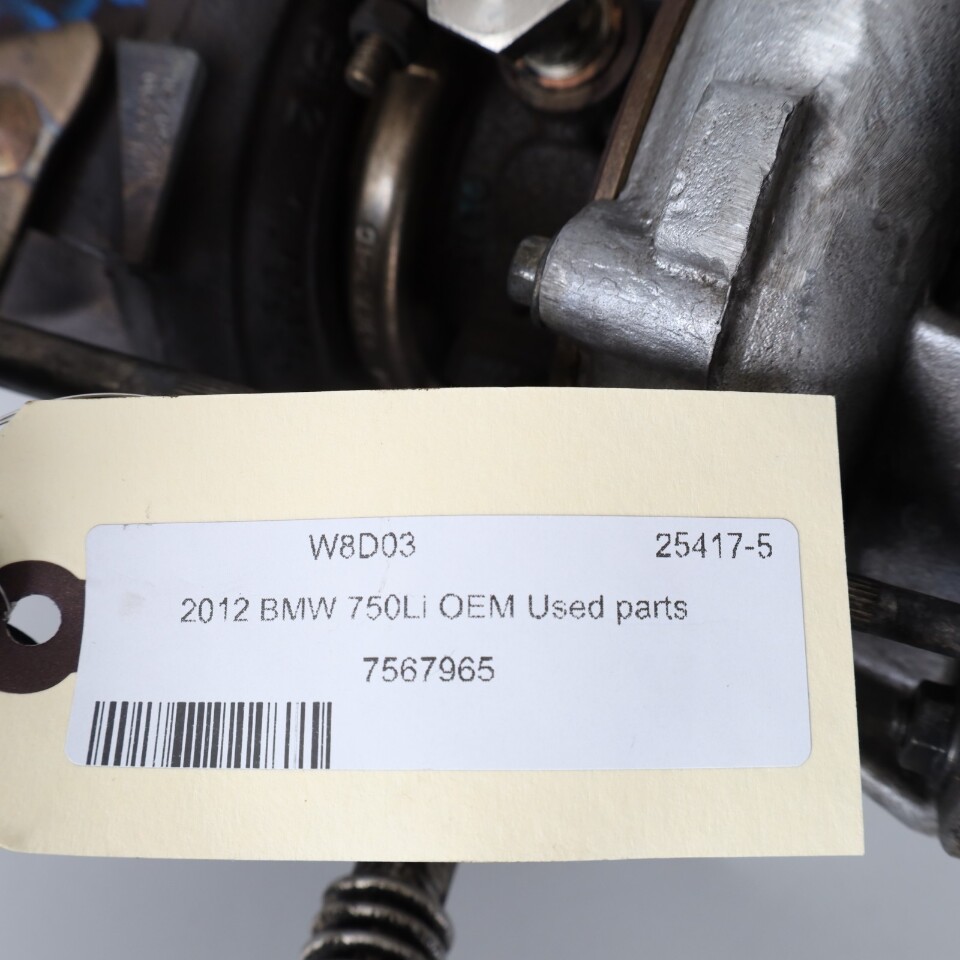 W8D03 25417-5
2012 BMW 750Li OEM Used parts
7567965